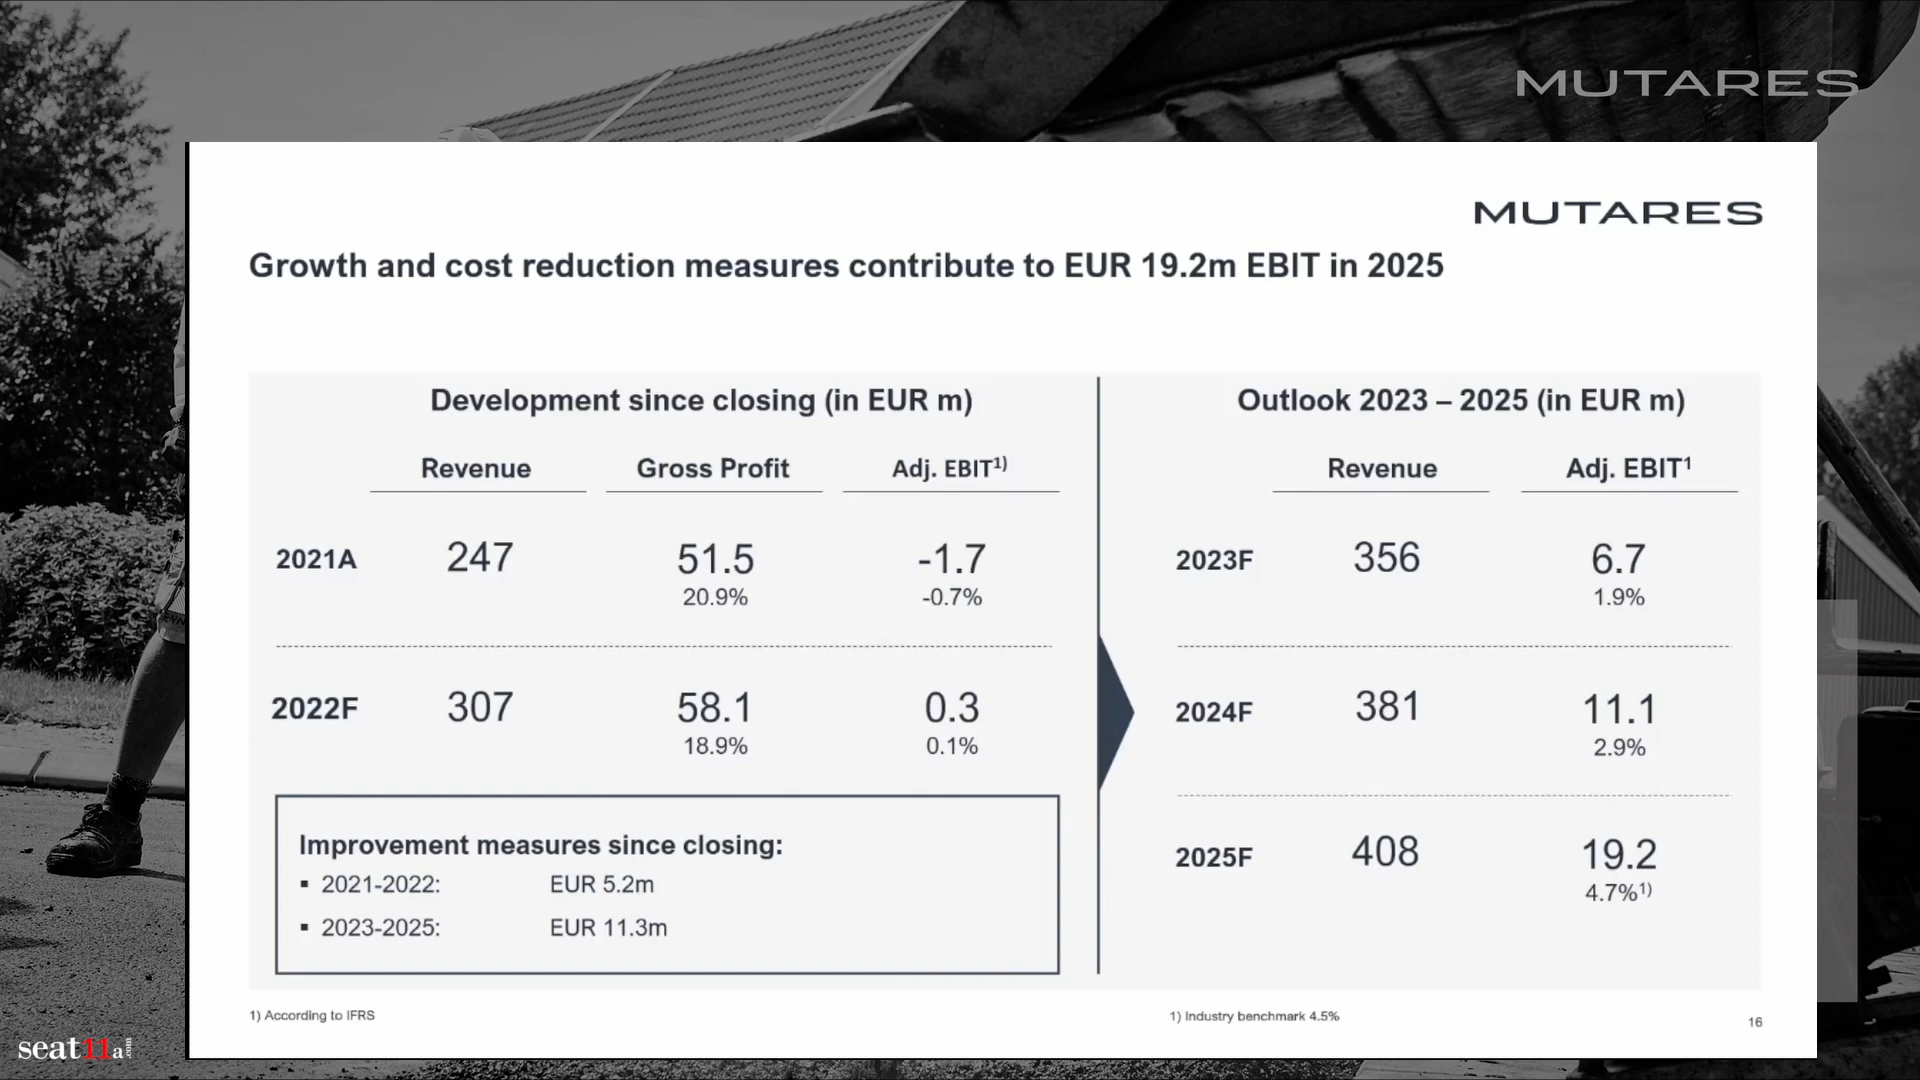 MUTARES
MUTARES
Growth and cost reduction measures contribute to EUR 19.2m EBIT in 2025
Development since closing (in EUR m)
Revenue Gross Profit Adj. EBIT1)
2021A 247 51.5 -1.7
20.9% -0.7%
2022F 307 58.1 0.3
18.9% 0.1%
Improvement measures since closing:
▪ 2021-2022: EUR 5.2m
▪ 2023-2025: EUR 11.3m
1) According to IFRS
Outlook 2023 – 2025 (in EUR m)
Revenue Adj. EBIT1
2023F 356 6.7
1.9%
2024F 381 11.1
2.9%
2025F 408 19.2
4.7%1)
1) Industry benchmark 4.5%
16
seat11a.com